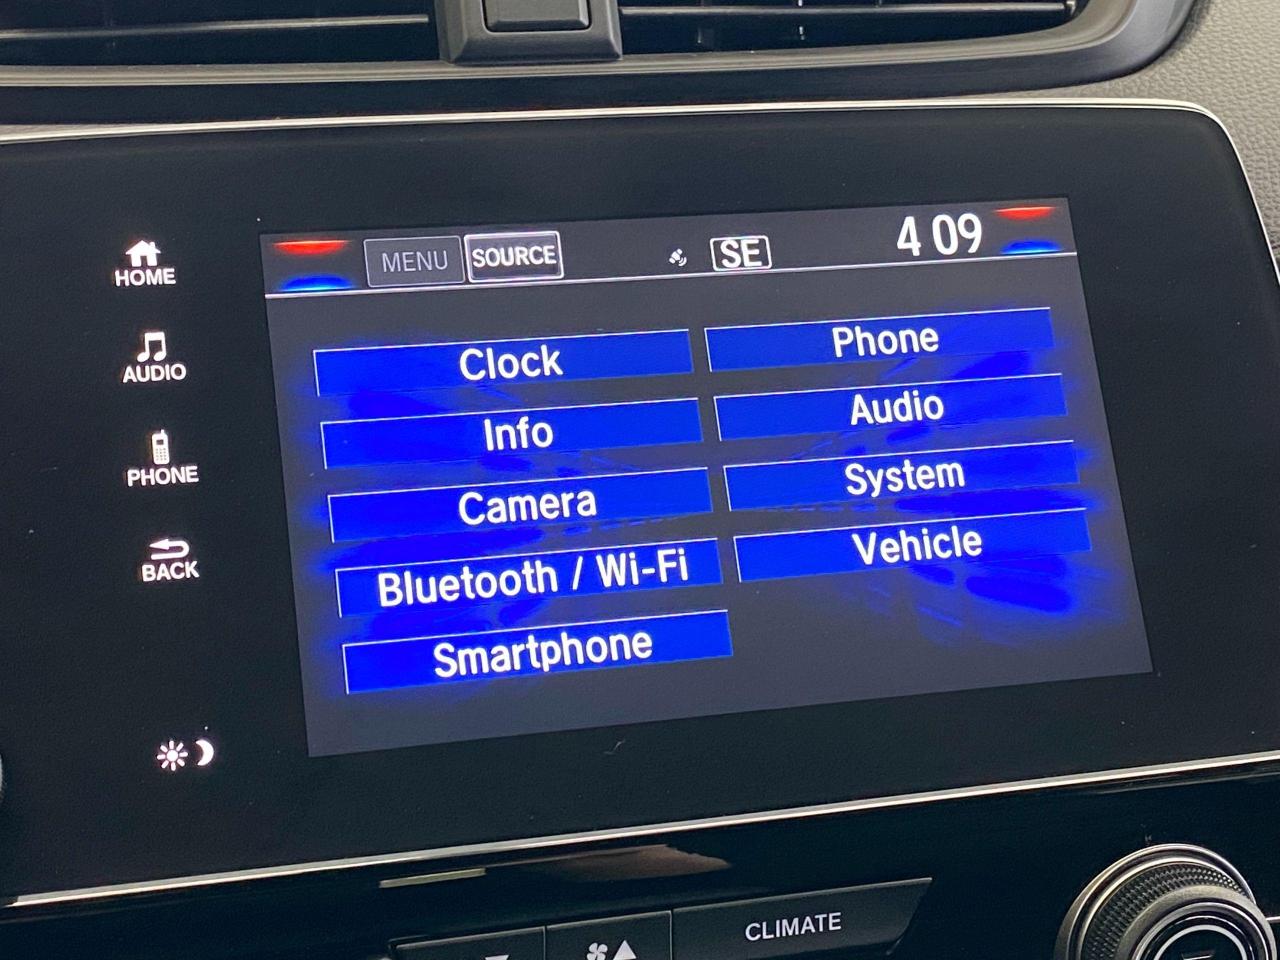 HOME
AUDIO
PHONE
BACK
MENU SOURCE SE 4 09
Clock
Phone
Info
Audio
Camera
System
Bluetooth / Wi-Fi
Vehicle
Smartphone
CLIMATE